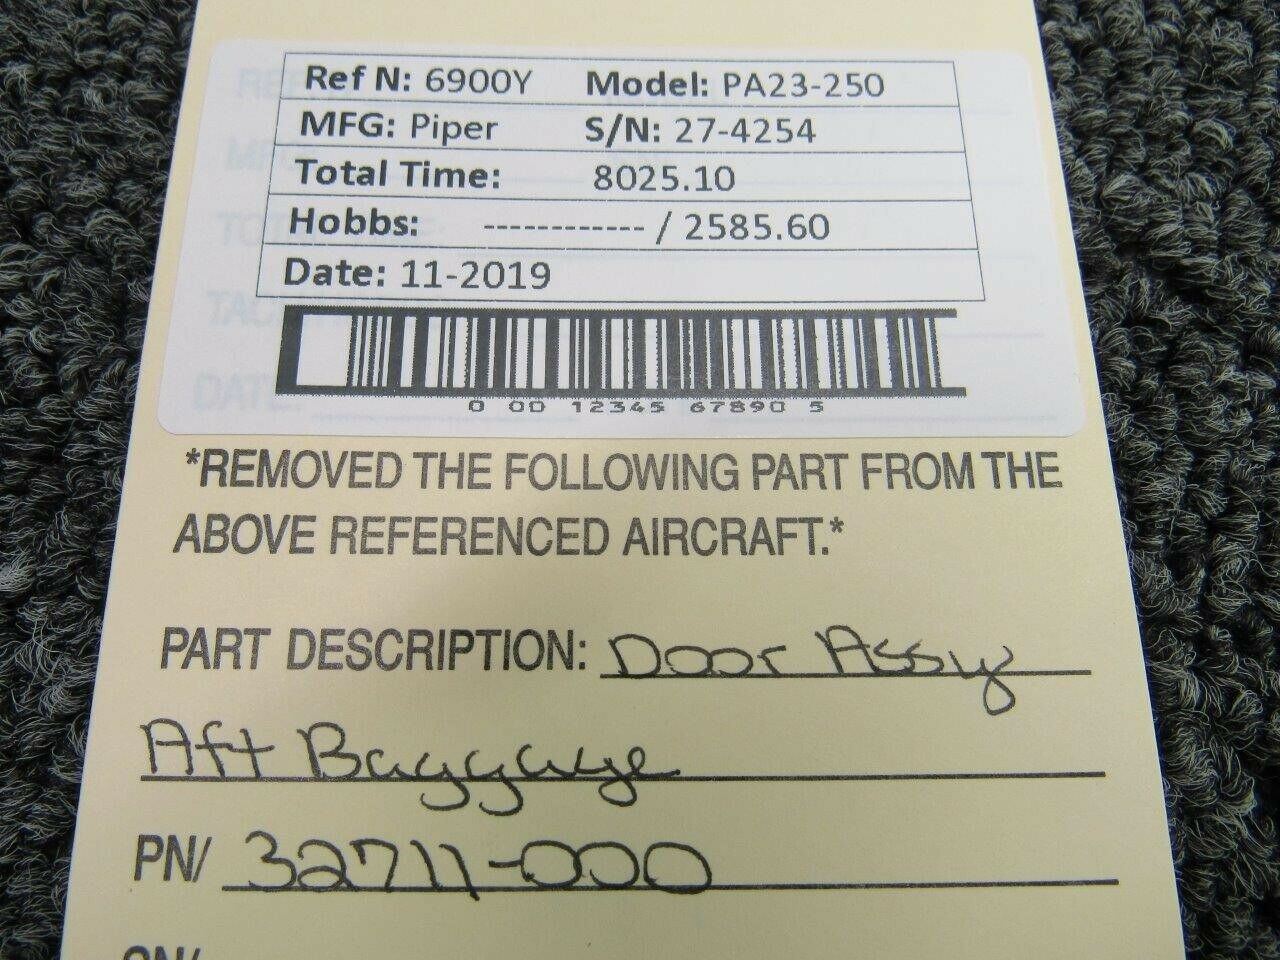 Ref N: 6900Y Model: PA23-250
MFG: Piper S/N: 27-4254
Total Time: 8025.10
Hobbs: ------------ / 2585.60
Date: 11-2019
0 00 12345 67890 5
*REMOVED THE FOLLOWING PART FROM THE
ABOVE REFERENCED AIRCRAFT.*
PART DESCRIPTION: Door Assy
Aft Baggage
PN/ 32711-000